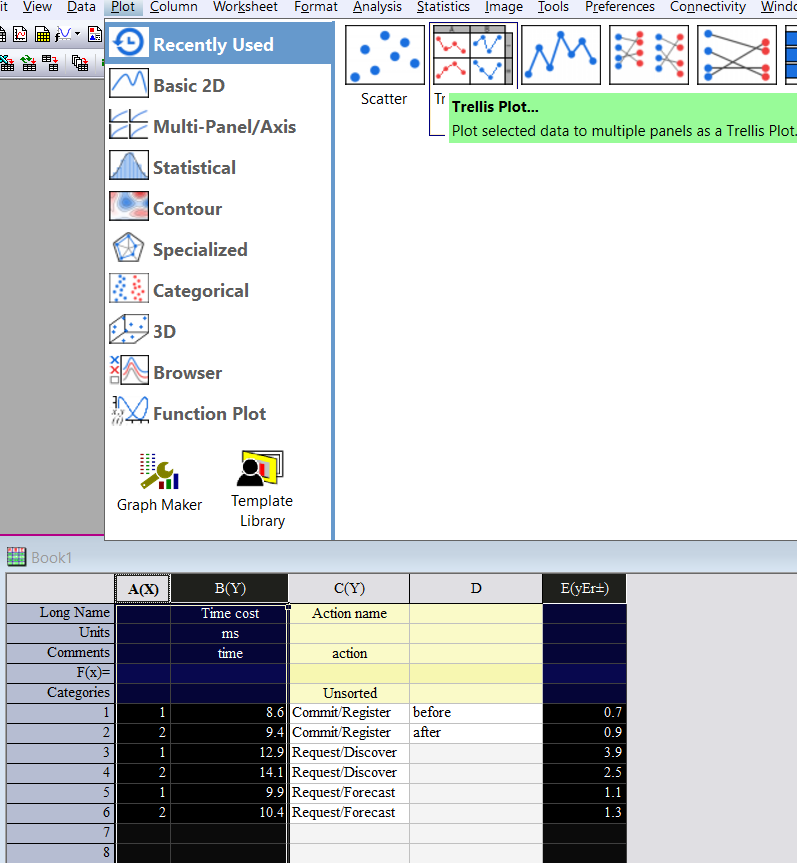 it View Data Plot Column Worksheet Format Analysis Statistics Image Tools Preferences Connectivity Windo
Recently Used
Basic 2D
Multi-Panel/Axis
Statistical
Contour
Specialized
Categorical
3D
Browser
Function Plot
Graph Maker
Template
Library
Scatter
Tr
Trellis Plot...
Plot selected data to multiple panels as a Trellis Plot.
Book1
A(X) B(Y) C(Y) D E(yEr±)
Long Name Time cost Action name
Units ms
Comments time action
F(x)=
Categories Unsorted
1 1 8.6 Commit/Register before 0.7
2 2 9.4 Commit/Register after 0.9
3 1 12.9 Request/Discover 3.9
4 2 14.1 Request/Discover 2.5
5 1 9.9 Request/Forecast 1.1
6 2 10.4 Request/Forecast 1.3
7
8